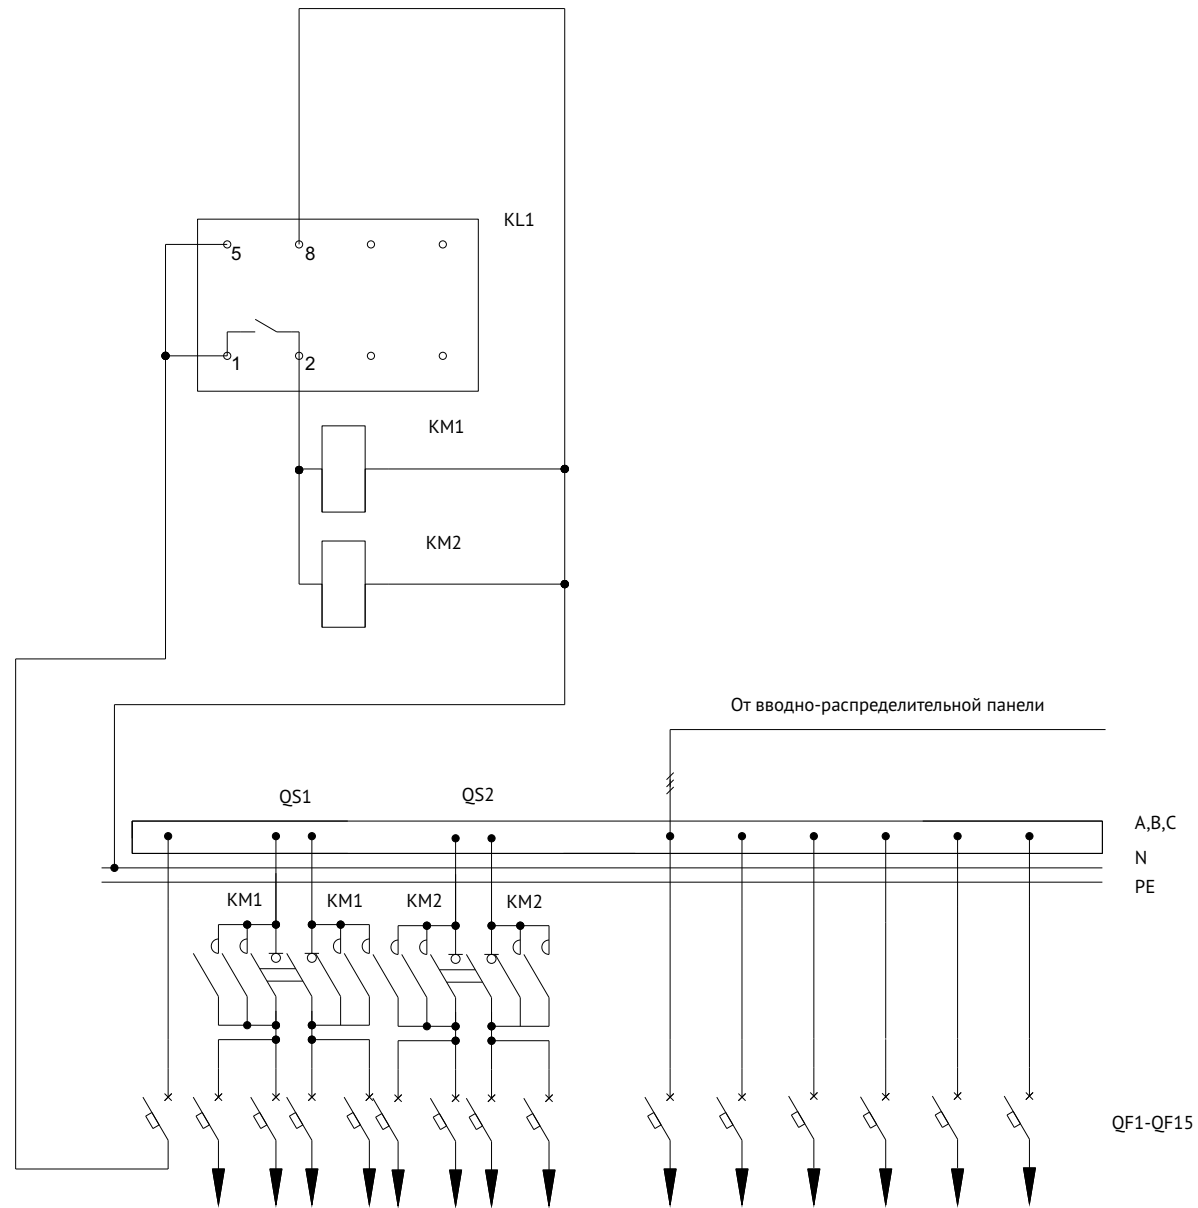 KL1
5
8
1
2
KM1
KM2
От вводно-распределительной панели
QS1
QS2
A,B,C
N
PE
KM1
KM1
KM2
KM2
QF1-QF15